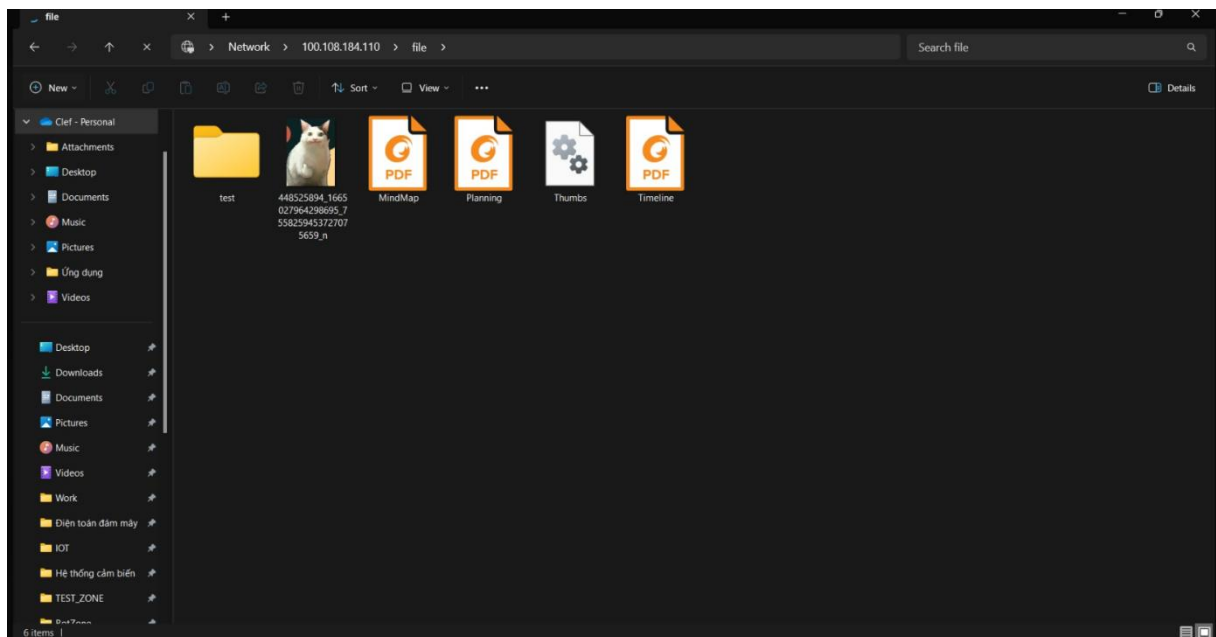 file
Network > 100.108.184.110 > file >
Search file
New
Sort
View
Details
Clef - Personal
Attachments
Desktop
Documents
Music
Pictures
Ứng dụng
Videos
Desktop
Downloads
Documents
Pictures
Music
Videos
Work
Điện toán đám mây
IOT
Hệ thống cảm biến
TEST_ZONE
test
448525894_1665
027964298695_7
55825945372707
5659_n
PDF
MindMap
PDF
Planning
Thumbs
PDF
Timeline
6 items